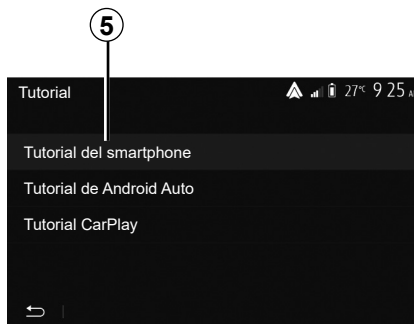 5
Tutorial 27°C 9 25
Tutorial del smartphone
Tutorial de Android Auto
Tutorial CarPlay